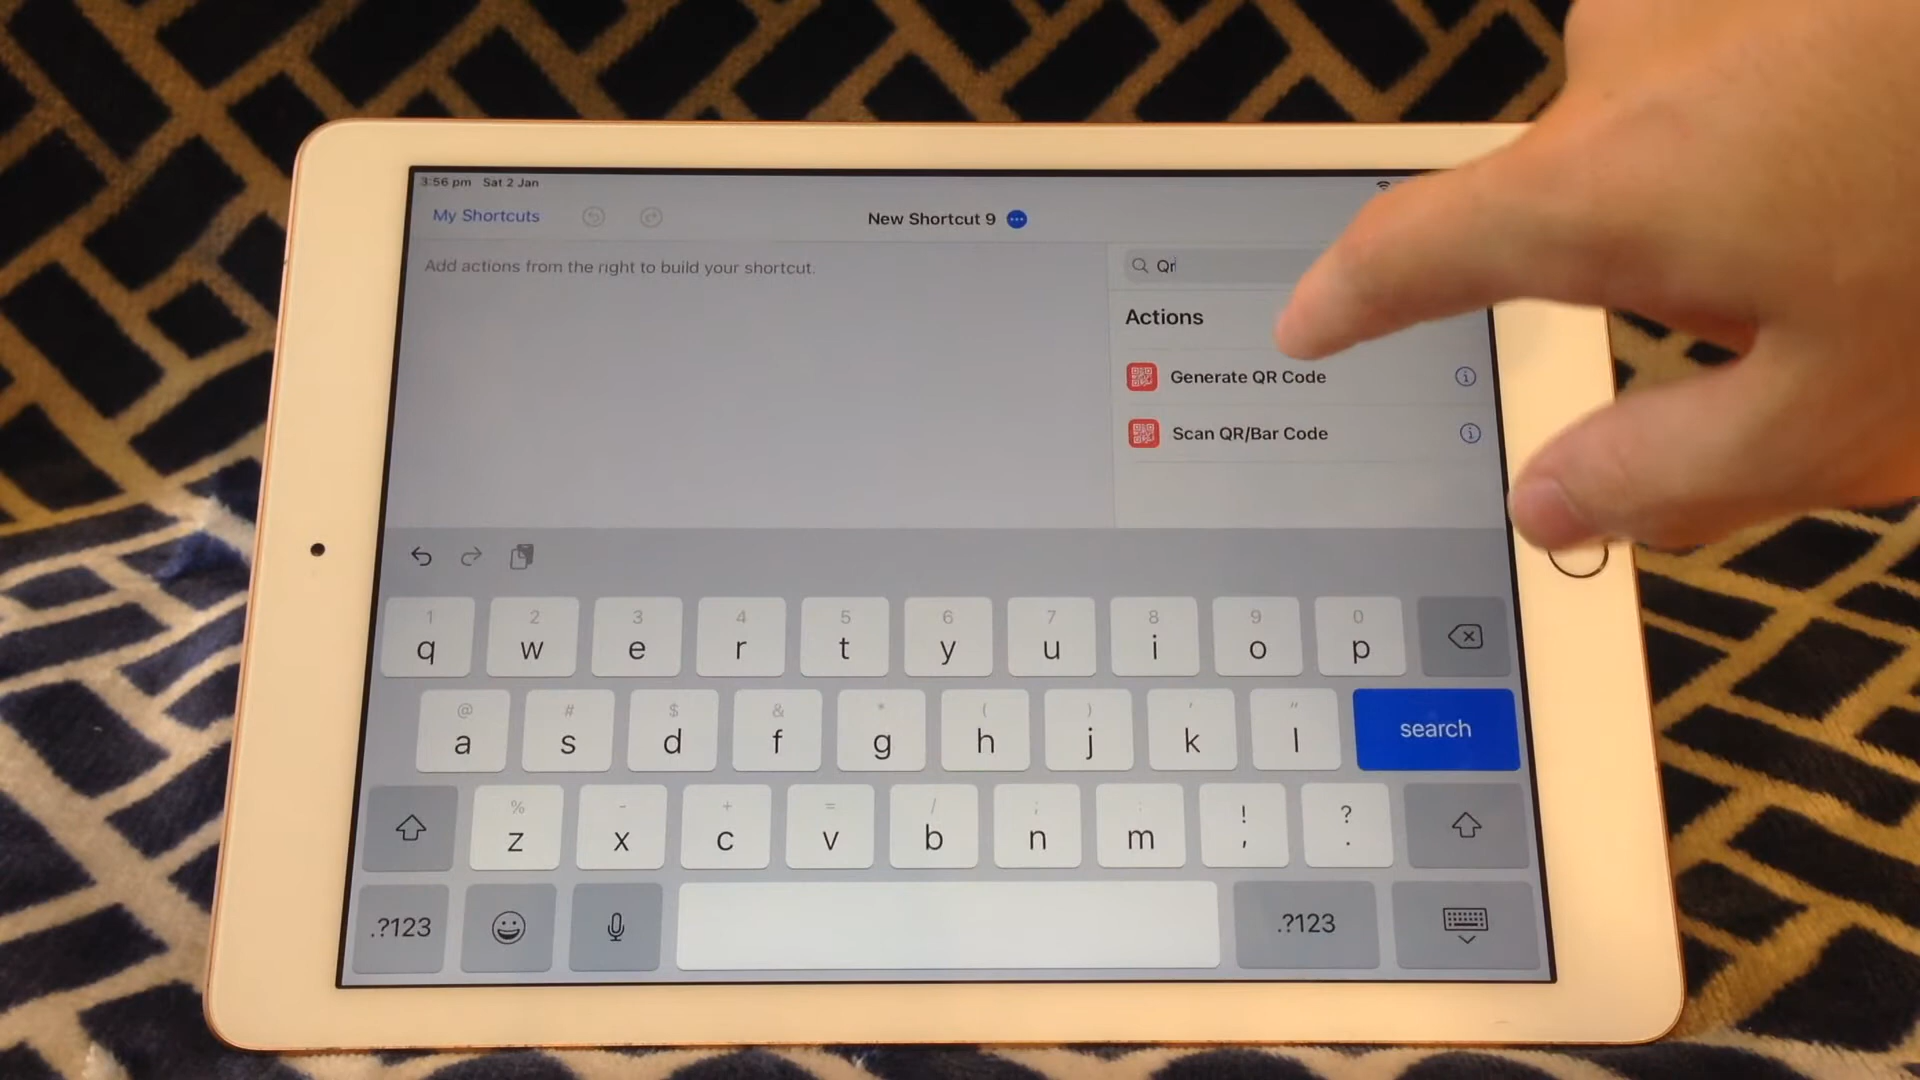 3:56 pm Sat 2 Jan
My Shortcuts
New Shortcut 9
Add actions from the right to build your shortcut.
Qr
Actions
Generate QR Code
Scan QR/Bar Code
1 2 3 4 5 6 7 8 9 0
q w e r t y u i o p
@ # $ & * ( ) ' "
a s d f g h j k l search
% - + = / ; : ! ?
z x c v b n m , .
.?123 .?123